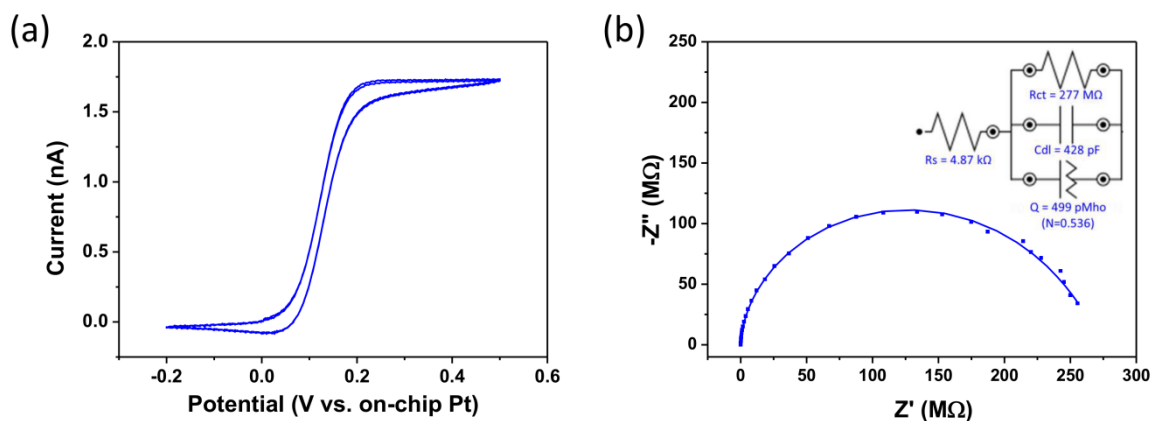 (a)
2.0
1.5
1.0
0.5
0.0
Current (nA)
-0.2
0.0
0.2
0.4
0.6
Potential (V vs. on-chip Pt)
(b)
250
200
150
100
50
0
-Z" (MΩ)
0
50
100
150
200
250
300
Z' (MΩ)
Rct = 277 MΩ
Cdl = 428 pF
Rs = 4.87 kΩ
Q = 499 pMho
(N=0.536)